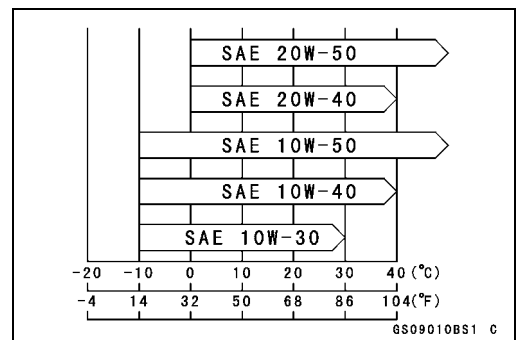 SAE 20W-50
SAE 20W-40
SAE 10W-50
SAE 10W-40
SAE 10W-30
-20 -10 0 10 20 30 40 (°C)
-4 14 32 50 68 86 104(°F)
GS09010BS1 C